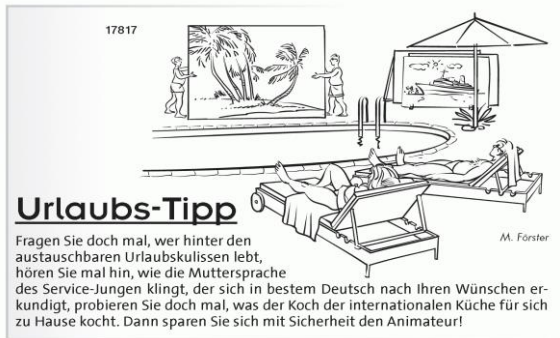 17817
M. Förster
Urlaubs-Tipp
Fragen Sie doch mal, wer hinter den
austauschbaren Urlaubskulissen lebt,
hören Sie mal hin, wie die Muttersprache
des Service-Jungen klingt, der sich in bestem Deutsch nach Ihren Wünschen er-
kundigt, probieren Sie doch mal, was der Koch der internationalen Küche für sich
zu Hause kocht. Dann sparen Sie sich mit Sicherheit den Animateur!